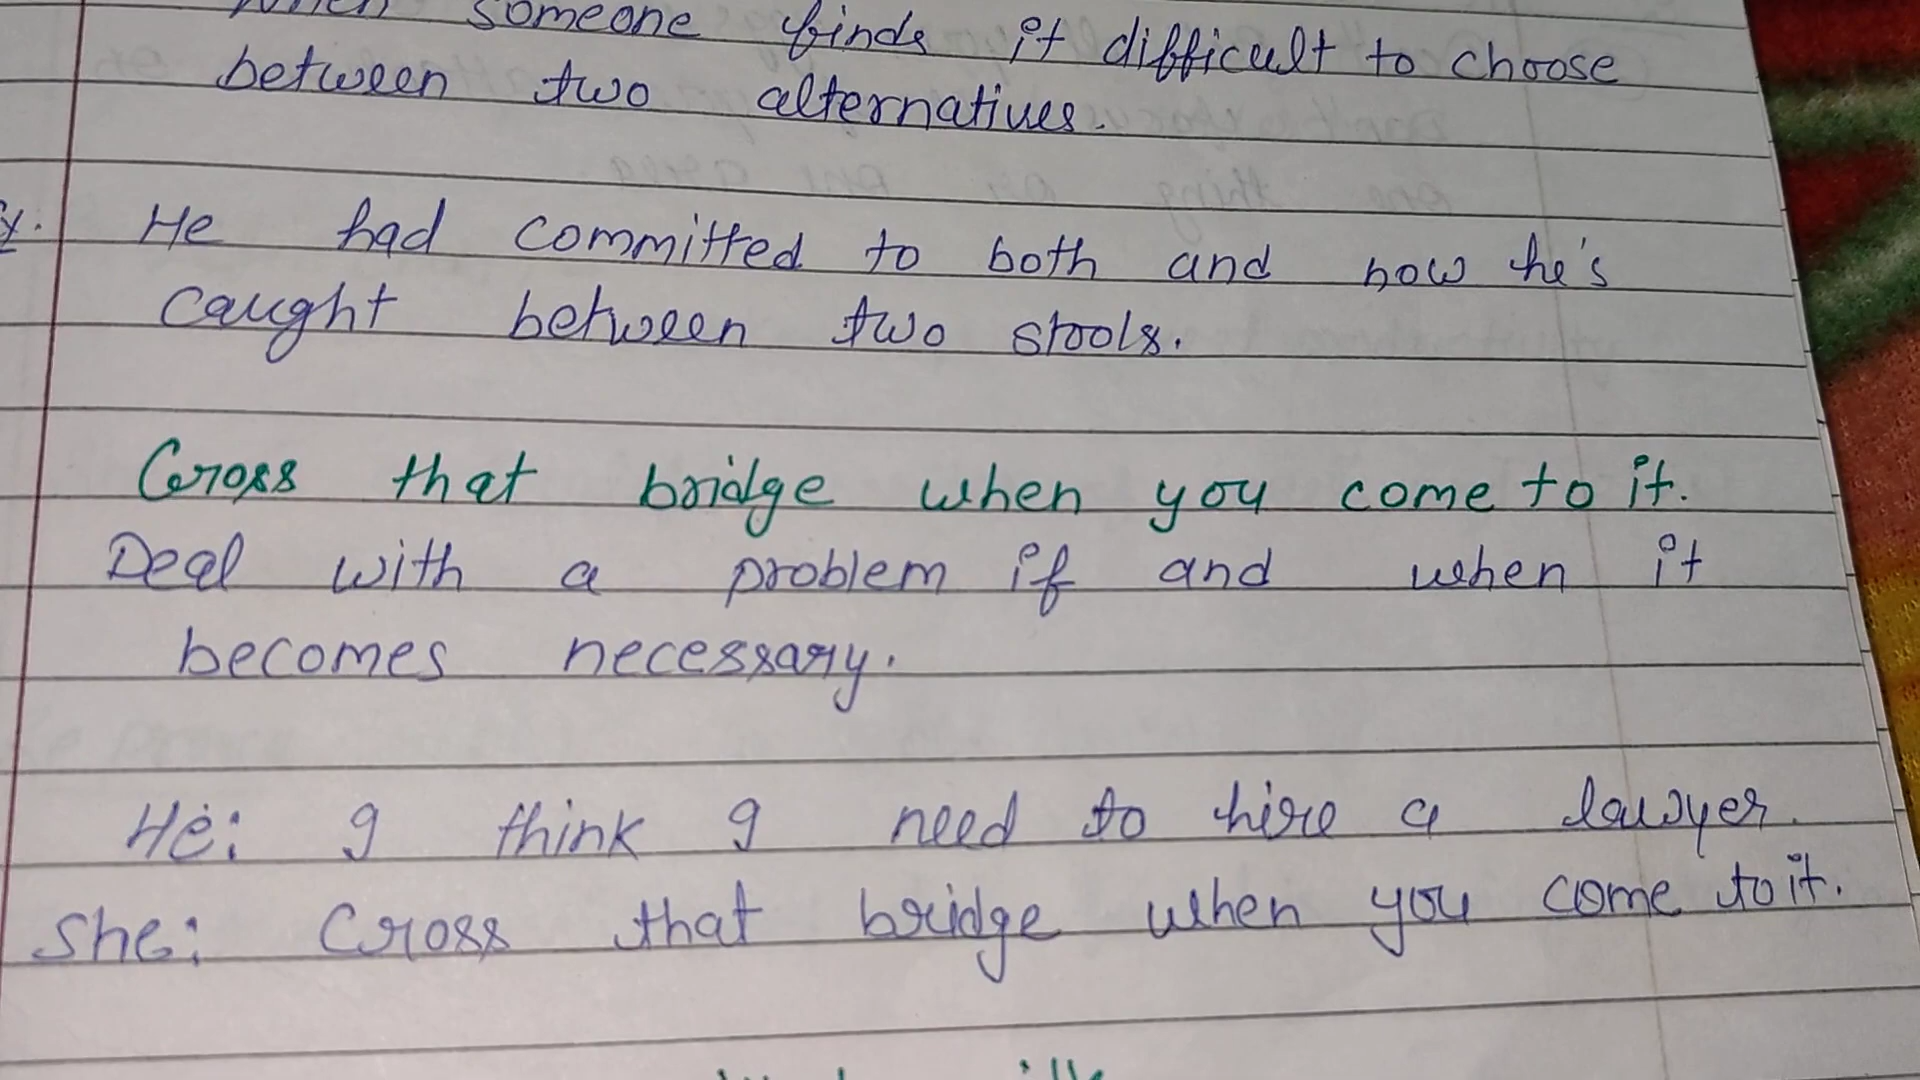 When someone finds it difficult to choose
between two alternatives.
He had committed to both and now he's
caught between two stools.
Cross that bridge when you come to it.
Deal with a problem if and when it
becomes necessary.
He: I think I need to hire a lawyer.
She: Cross that bridge when you come to it.